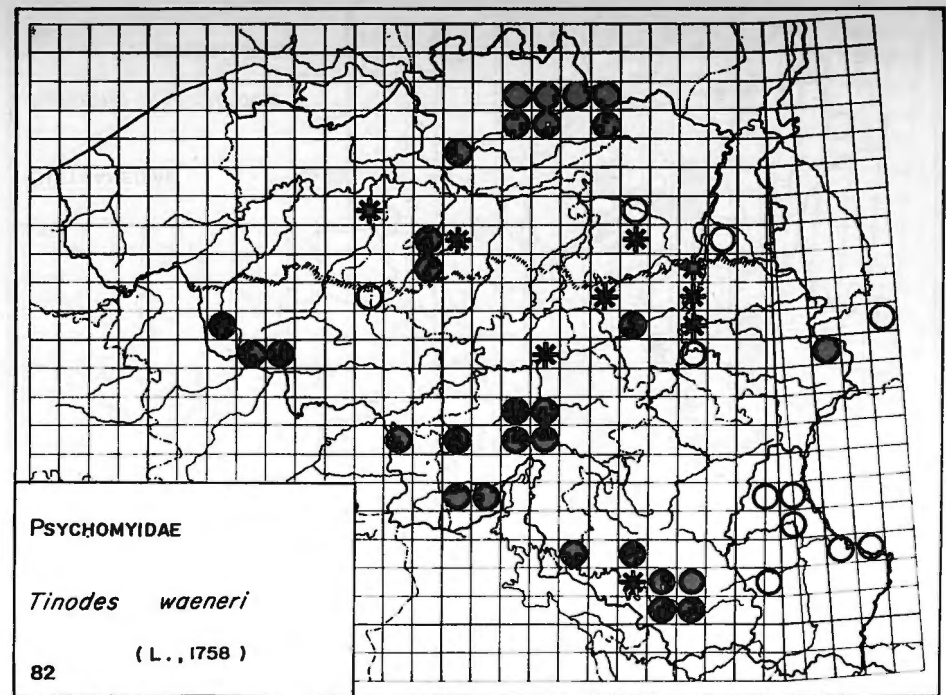 PSYCHOMYIDAE
Tinodes waeneri
(L., 1758)
82